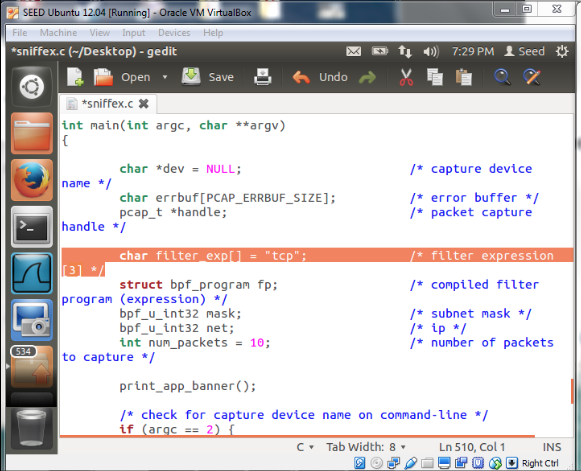 SEED Ubuntu 12.04 [Running] - Oracle VM VirtualBox
File Machine View Input Devices Help
*sniffex.c (~/Desktop) - gedit 7:29 PM Seed
Open Save Undo
*sniffex.c
int main(int argc, char **argv)
{
char *dev = NULL; /* capture device
name */
char errbuf[PCAP_ERRBUF_SIZE]; /* error buffer */
pcap_t *handle; /* packet capture
handle */
char filter_exp[] = "tcp"; /* filter expression
[3] */
struct bpf_program fp; /* compiled filter
program (expression) */
bpf_u_int32 mask; /* subnet mask */
bpf_u_int32 net; /* ip */
int num_packets = 10; /* number of packets
to capture */
print_app_banner();
/* check for capture device name on command-line */
if (argc == 2) {
534
C Tab Width: 8 Ln 510, Col 1 INS
Right Ctrl